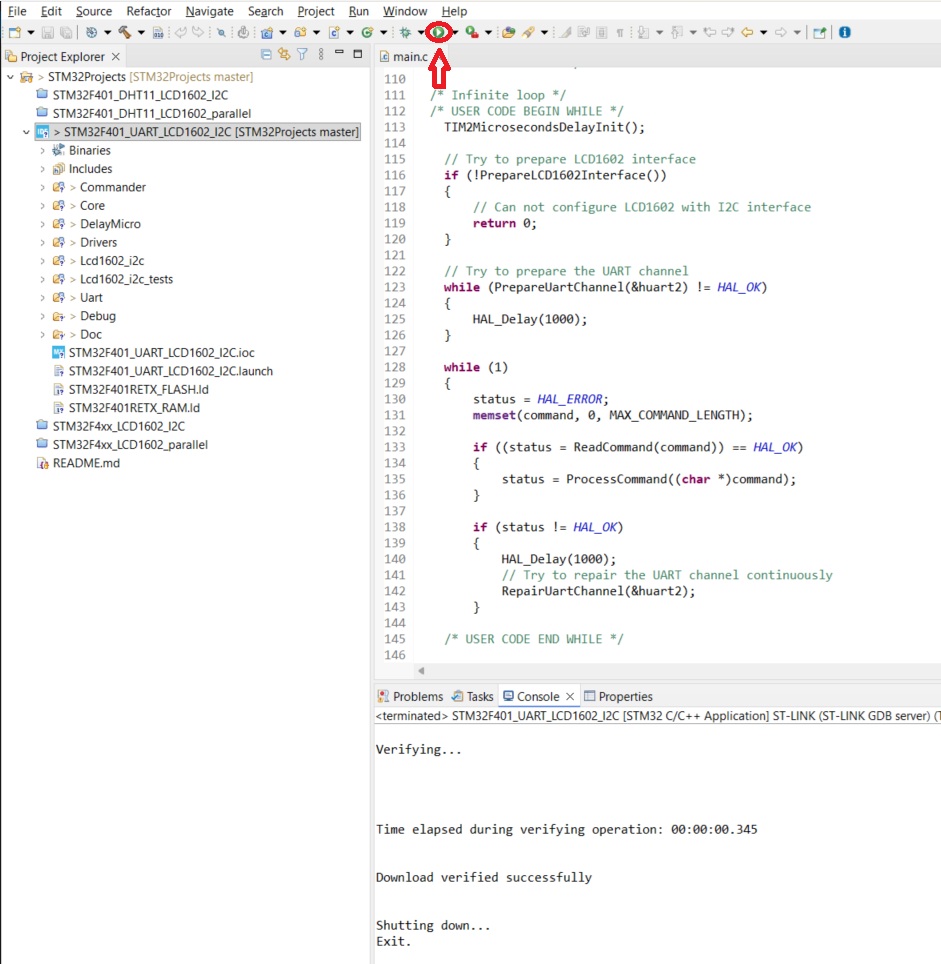 File Edit Source Refactor Navigate Search Project Run Window Help
Project Explorer
STM32Projects [STM32Projects master]
STM32F401_DHT11_LCD1602_I2C
STM32F401_DHT11_LCD1602_parallel
> STM32F401_UART_LCD1602_I2C [STM32Projects master]
Binaries
Includes
> Commander
> Core
> DelayMicro
> Drivers
> Lcd1602_i2c
> Lcd1602_i2c_tests
> Uart
> Debug
> Doc
STM32F401_UART_LCD1602_I2C.ioc
STM32F401_UART_LCD1602_I2C.launch
STM32F401RETX_FLASH.ld
STM32F401RETX_RAM.ld
STM32F4xx_LCD1602_I2C
STM32F4xx_LCD1602_parallel
README.md
main.c
110
111 /* Infinite loop */
112 /* USER CODE BEGIN WHILE */
113 TIM2MicrosecondsDelayInit();
114
115 // Try to prepare LCD1602 interface
116 if (!PrepareLCD1602Interface())
117 {
118 // Can not configure LCD1602 with I2C interface
119 return 0;
120 }
121
122 // Try to prepare the UART channel
123 while (PrepareUartChannel(&huart2) != HAL_OK)
124 {
125 HAL_Delay(1000);
126 }
127
128 while (1)
129 {
130 status = HAL_ERROR;
131 memset(command, 0, MAX_COMMAND_LENGTH);
132
133 if ((status = ReadCommand(command)) == HAL_OK)
134 {
135 status = ProcessCommand((char *)command);
136 }
137
138 if (status != HAL_OK)
139 {
140 HAL_Delay(1000);
141 // Try to repair the UART channel continuously
142 RepairUartChannel(&huart2);
143 }
144
145 /* USER CODE END WHILE */
146
Problems Tasks Console Properties
<terminated> STM32F401_UART_LCD1602_I2C [STM32 C/C++ Application] ST-LINK (ST-LINK GDB server) (T
Verifying...
Time elapsed during verifying operation: 00:00:00.345
Download verified successfully
Shutting down...
Exit.